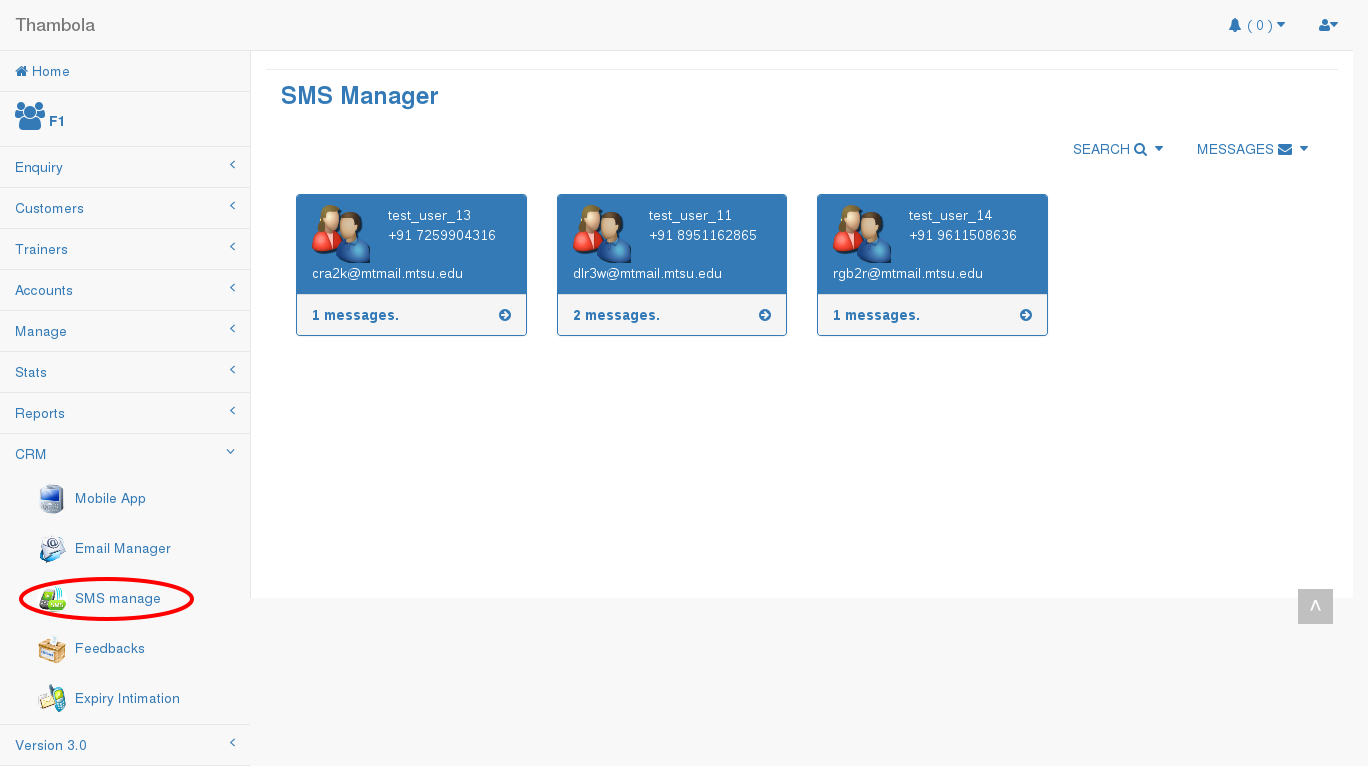 Thambola
( 0 )
Home
F1
Enquiry
Customers
Trainers
Accounts
Manage
Stats
Reports
CRM
Mobile App
Email Manager
SMS manage
Feedbacks
Expiry Intimation
Version 3.0
SMS Manager
SEARCH MESSAGES
test_user_13
+91 7259904316
cra2k@mtmail.mtsu.edu
1 messages.
test_user_11
+91 8951162865
dlr3w@mtmail.mtsu.edu
2 messages.
test_user_14
+91 9611508636
rgb2r@mtmail.mtsu.edu
1 messages.